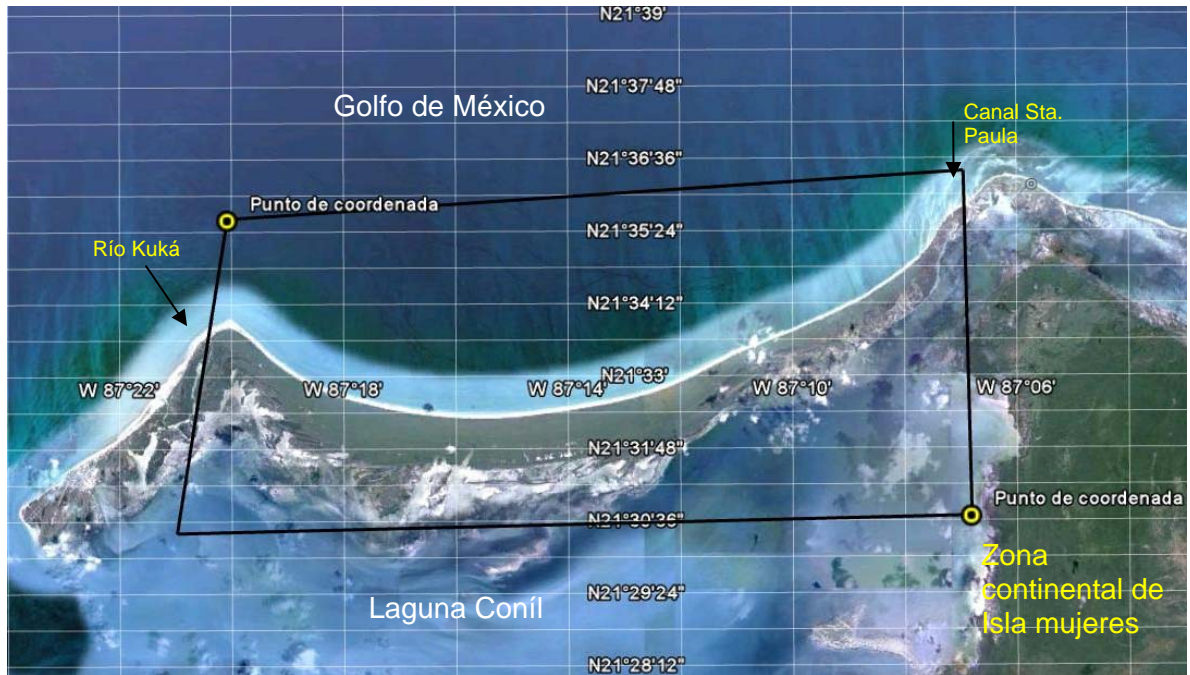 N21°39'
N21°37'48"
Golfo de México
Canal Sta.
Paula
N21°36'36"
Punto de coordenada
N21°35'24"
Río Kuká
N21°34'12"
N21°33'
W 87°22'
W 87°18'
W 87°14'
W 87°10'
W 87°06'
N21°31'48"
Punto de coordenada
N21°30'36"
Zona
continental de
Isla mujeres
N21°29'24"
Laguna Coníl
N21°28'12"